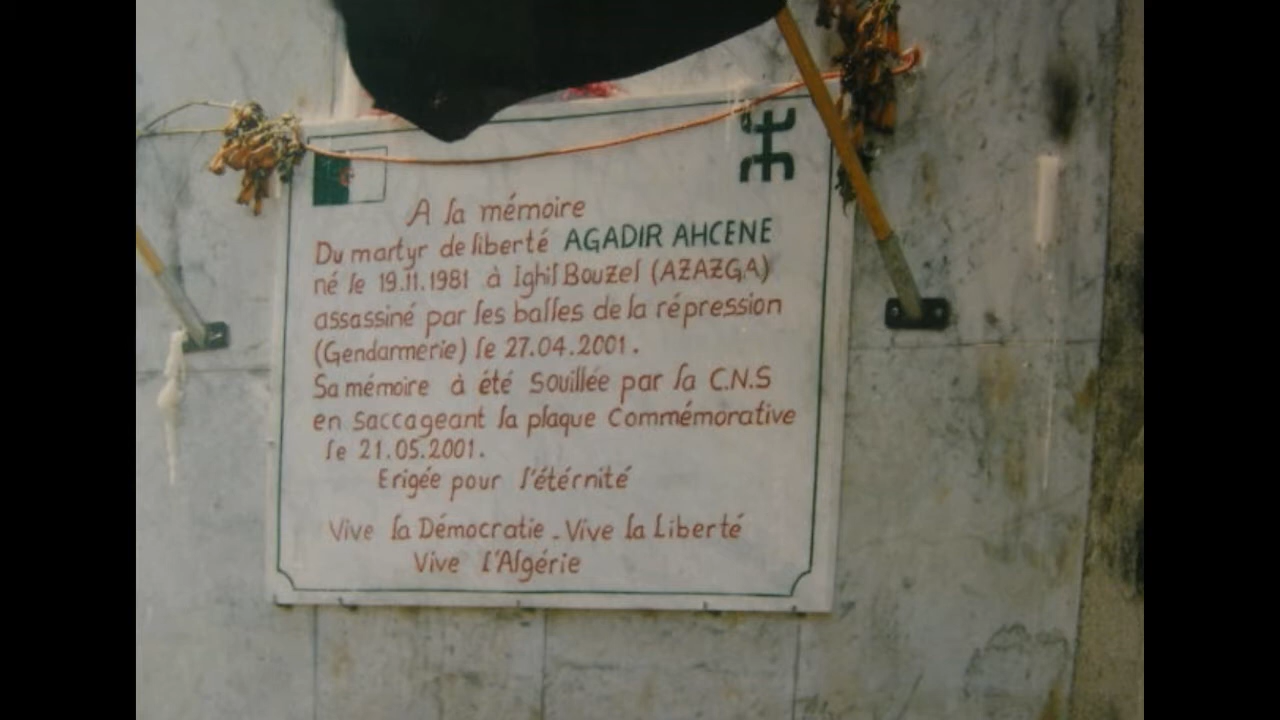 A la mémoire
Du martyr de liberté AGADIR AHCENE
né le 19.11.1981 à Ighil Bouzel (AZAZGA)
assassiné par les balles de la répression
(Gendarmerie) le 27.04.2001.
Sa mémoire à été Souillée par la C.N.S
en saccageant la plaque Commémorative
le 21.05.2001.
Erigée pour l'étérnité
Vive la Démocratie - Vive la Liberté
Vive l'Algérie